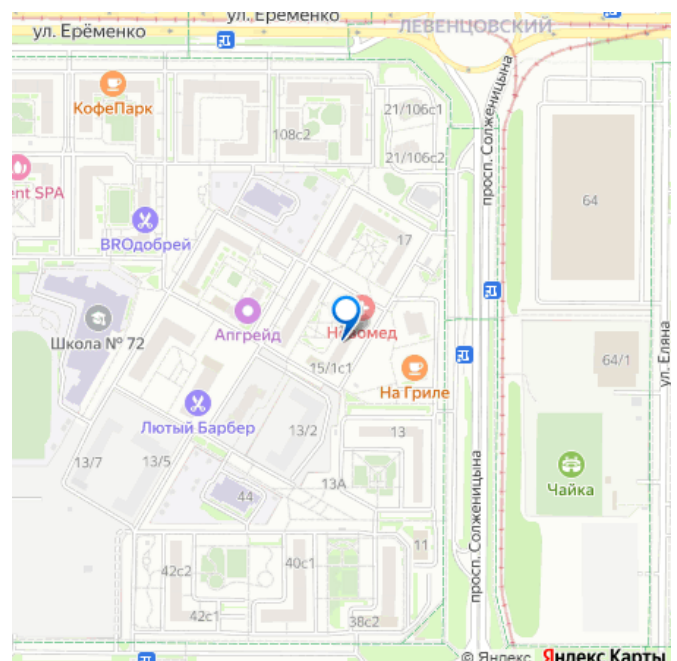 ул. Еременко
ул. Ерёменко
ЛЕВЕНЦОВСКИЙ
КофеПарк
21/106с1
108с2
просп. Солженицына
21/106с2
ent SPA
64
BROдобрей
17
Апгрейд
Новомед
Школа № 72
15/1с1
64/1
ул. Еляна
На Гриле
Лютый Барбер
13/2
13
13/7
13/5
13А
Чайка
44
просп. Солженицына
11
40с1
42с2
42с1
38с2
© Яндекс Яндекс Карты